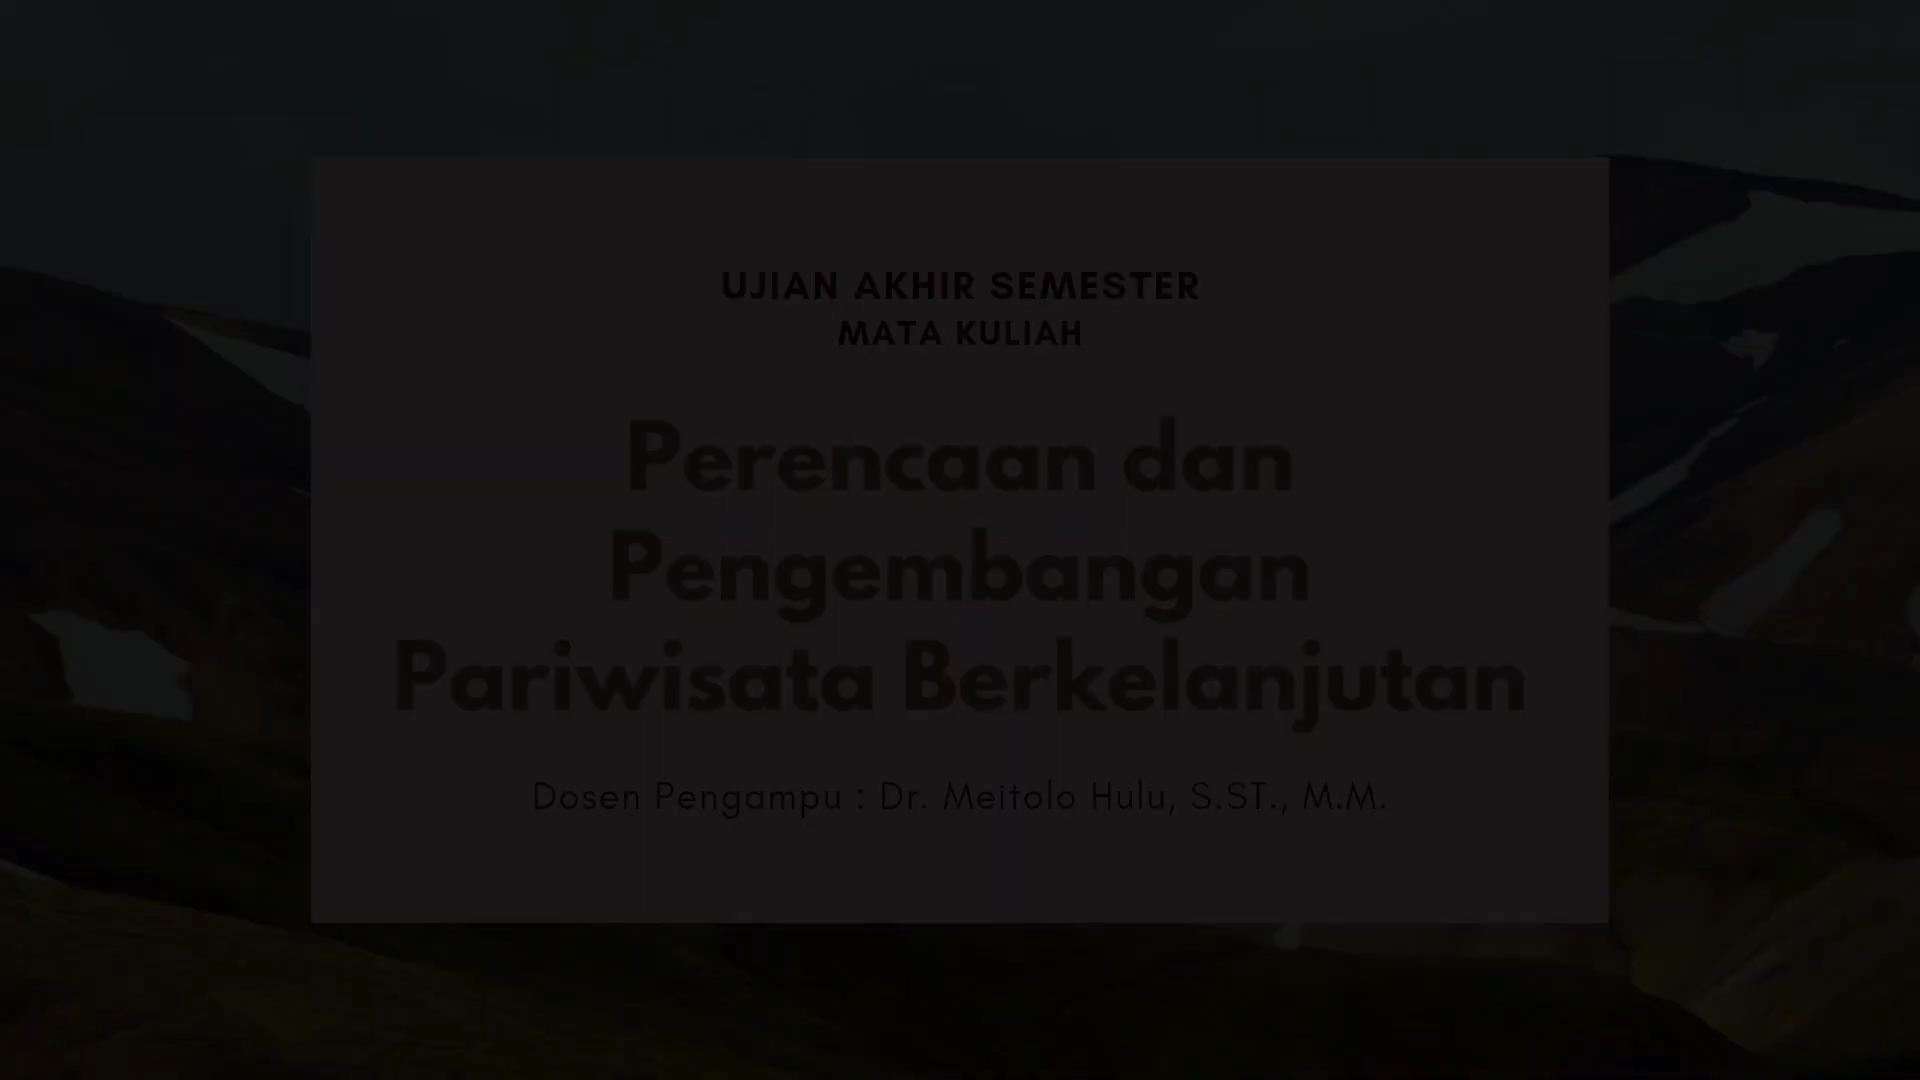 UJIAN AKHIR SEMESTER
MATA KULIAH
Perencaan dan
Pengembangan
Pariwisata Berkelanjutan
Dosen Pengampu : Dr. Meitolo Hulu, S.ST., M.M.